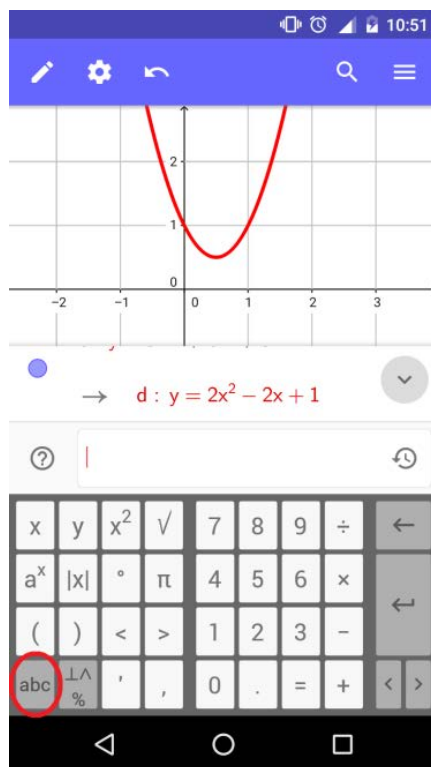 10:51
2
1
0
-2 -1 0 1 2 3
→ d : y = 2x² − 2x + 1
?
x y x² √ 7 8 9 ÷ ←
aˣ |x| ° π 4 5 6 ×
( ) < > 1 2 3 − ↵
abc ⊥∧ % ' , 0 . = + < >